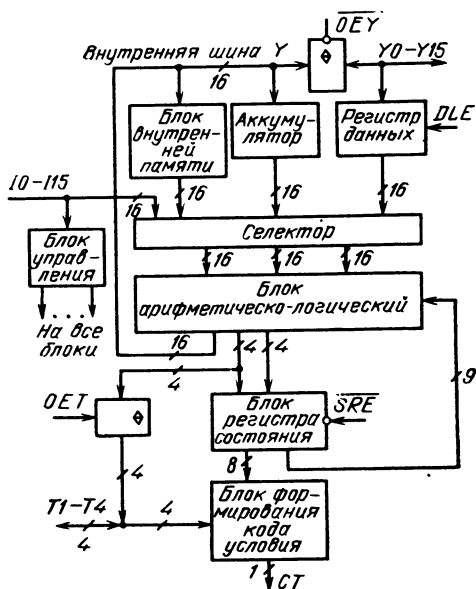 OEY
Внутренняя шина Y
16
Y0-Y15
Блок
внутрен-
ней
памяти
Аккуму-
лятор
Регистр
данных
DLE
I0-I15
16
16
16
16
Селектор
Блок
управ-
ления
16
16
16
Блок
арифметическо-логический
На все
блоки
16
4
4
4
9
OET
Блок
регистра
состояния
SRE
4
8
T1-T4
4
4
Блок фор-
мирования
кода
условия
1
CT